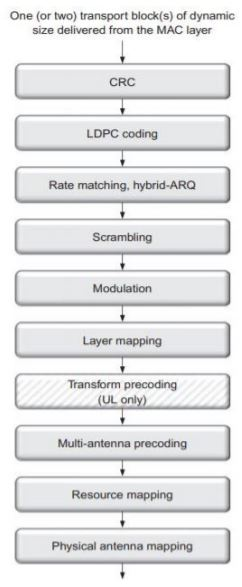 One (or two) transport block(s) of dynamic
size delivered from the MAC layer
CRC
LDPC coding
Rate matching, hybrid-ARQ
Scrambling
Modulation
Layer mapping
Transform precoding
(UL only)
Multi-antenna precoding
Resource mapping
Physical antenna mapping